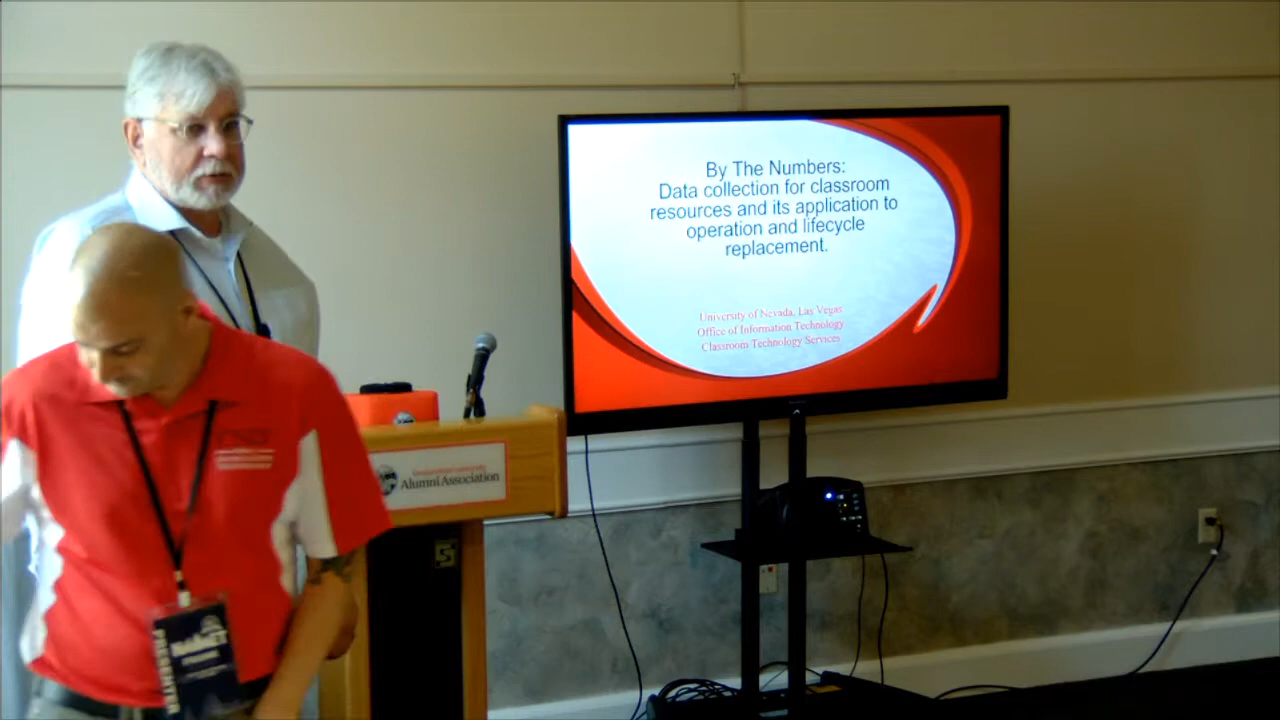 By The Numbers:
Data collection for classroom
resources and its application to
operation and lifecycle
replacement.
University of Nevada, Las Vegas
Office of Information Technology
Classroom Technology Services
Alumni Association